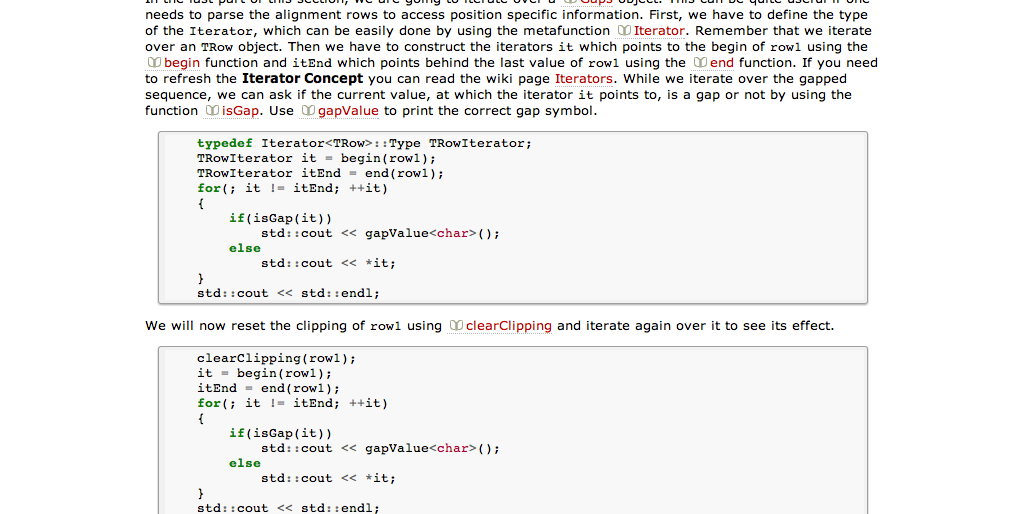 needs to parse the alignment rows to access position specific information. First, we have to define the type
of the Iterator, which can be easily done by using the metafunction Iterator. Remember that we iterate
over an TRow object. Then we have to construct the iterators it which points to the begin of row1 using the
begin function and itEnd which points behind the last value of row1 using the end function. If you need
to refresh the Iterator Concept you can read the wiki page Iterators. While we iterate over the gapped
sequence, we can ask if the current value, at which the iterator it points to, is a gap or not by using the
function isGap. Use gapValue to print the correct gap symbol.
typedef Iterator<TRow>::Type TRowIterator;
TRowIterator it = begin(row1);
TRowIterator itEnd = end(row1);
for(; it != itEnd; ++it)
{
if(isGap(it))
std::cout << gapValue<char>();
else
std::cout << *it;
}
std::cout << std::endl;
We will now reset the clipping of row1 using clearClipping and iterate again over it to see its effect.
clearClipping(row1);
it = begin(row1);
itEnd = end(row1);
for(; it != itEnd; ++it)
{
if(isGap(it))
std::cout << gapValue<char>();
else
std::cout << *it;
}
std::cout << std::endl;